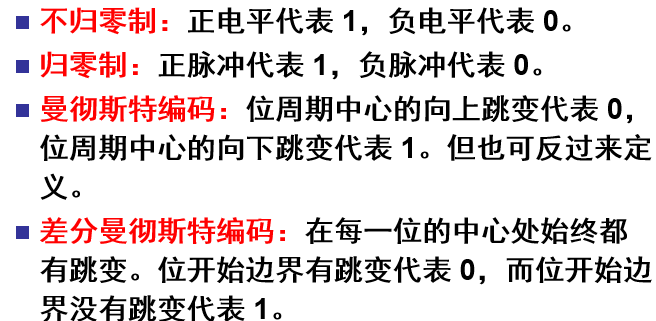 不归零制：正电平代表 1，负电平代表 0。
归零制：正脉冲代表 1，负脉冲代表 0。
曼彻斯特编码：位周期中心的向上跳变代表 0，
位周期中心的向下跳变代表 1。但也可反过来定
义。
差分曼彻斯特编码：在每一位的中心处始终都
有跳变。位开始边界有跳变代表 0，而位开始边
界没有跳变代表 1。